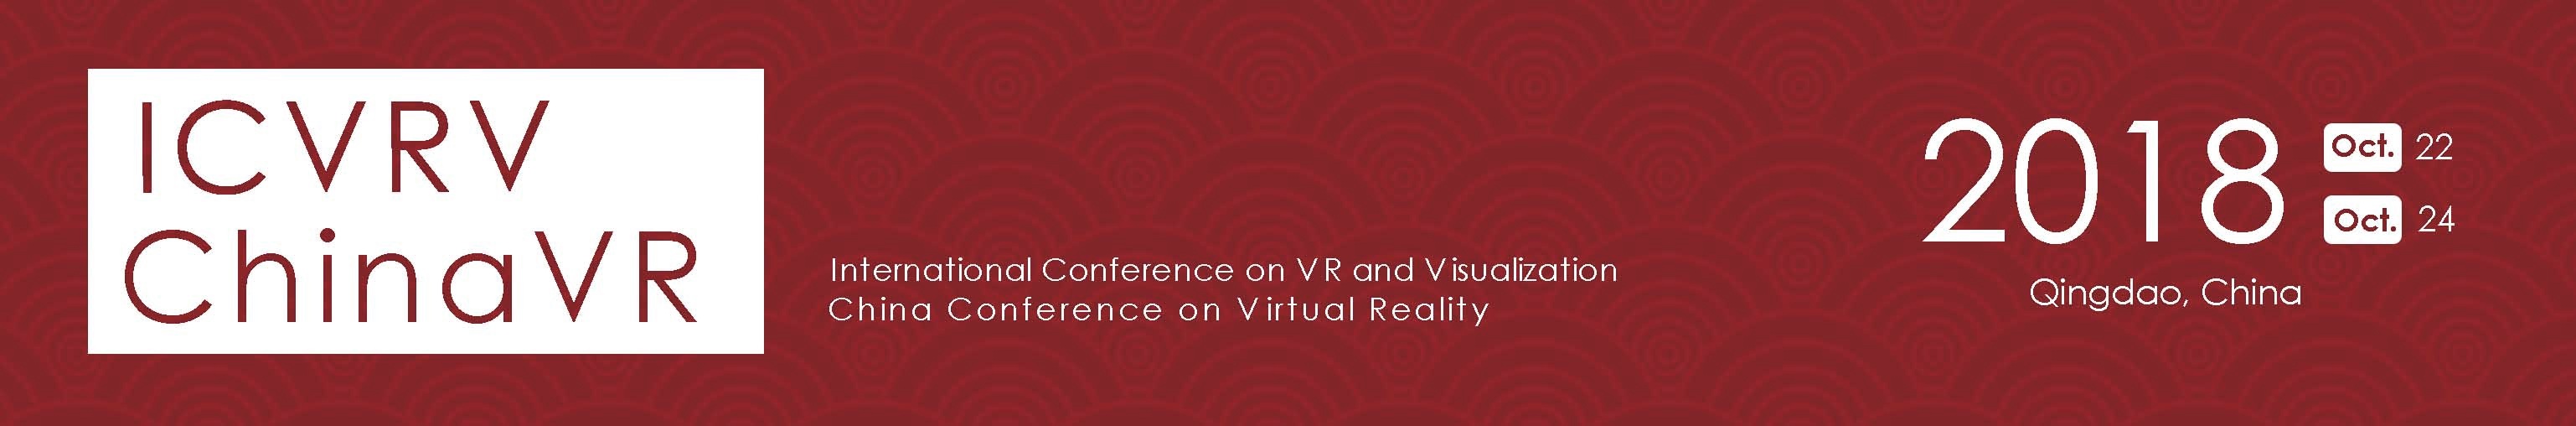 ICVRV
ChinaVR
International Conference on VR and Visualization
China Conference on Virtual Reality
2018
Oct. 22
Oct. 24
Qingdao, China